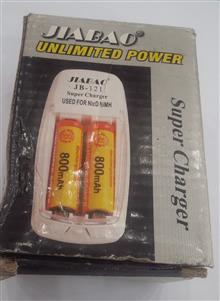 JIABAO
UNLIMITED POWER
JIABAO
JB-121
Super Charger
USED FOR NicD NiMH
800mAh
800mAh
Super Charger